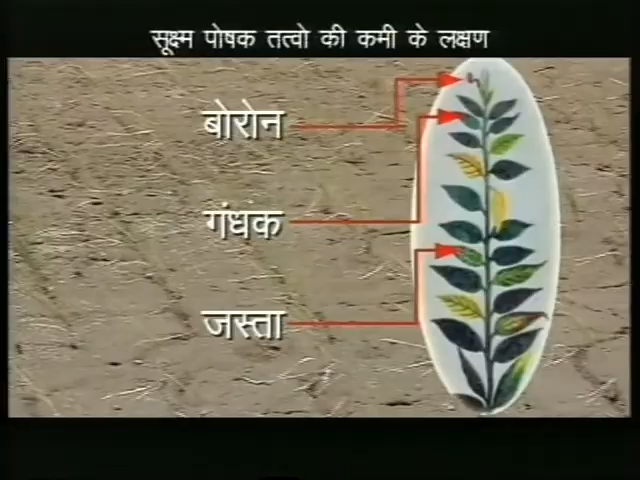 सूक्ष्म पोषक तत्वो की कमी के लक्षण
बोरोन
गंधक
जस्ता